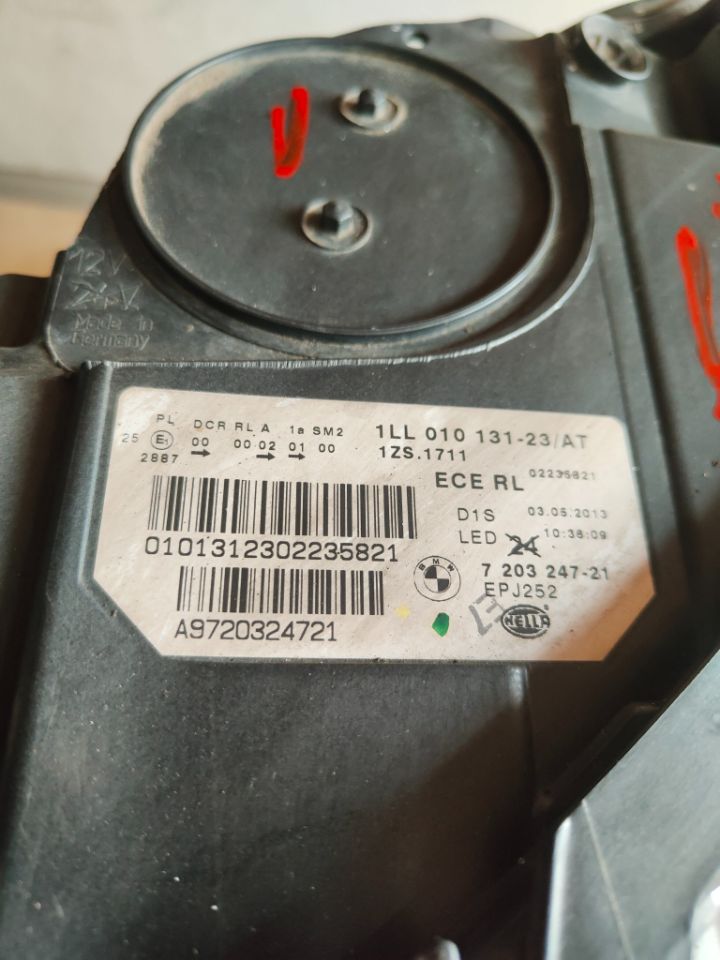 12V
24V
Made in
Germany
PL DCR RL A 1a SM2
25 E1 00 00 02 01 00
2887
1LL 010 131-23/AT
1ZS.1711
ECE RL 02235821
D1S 03.05.2013
LED 24 10:38:09
0101312302235821
BMW
7 203 247-21
EPJ252
A9720324721
E7
HELLA